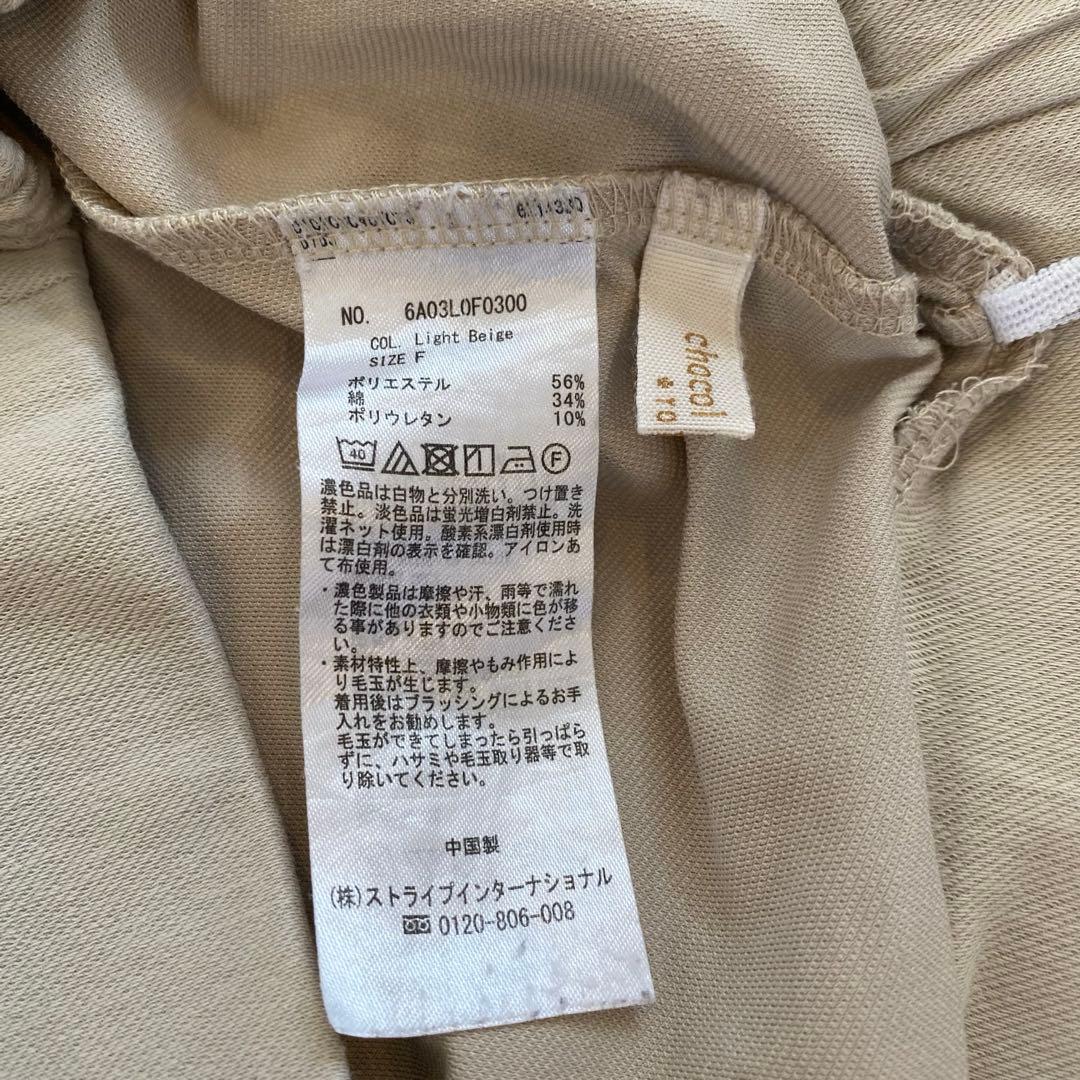 NO. 6A03L0F0300
COL. Light Beige
SIZE F
ポリエステル 56%
綿 34%
ポリウレタン 10%
40
F
濃色品は白物と分別洗い。つけ置き
禁止。淡色品は蛍光増白剤禁止。洗
濯ネット使用。酸素系漂白剤使用時
は漂白剤の表示を確認。アイロンあ
て布使用。
・濃色製品は摩擦や汗、雨等で濡れ
た際に他の衣類や小物類に色が移
る事がありますのでご注意くださ
い。
・素材特性上、摩擦やもみ作用によ
り毛玉が生じます。
着用後はブラッシングによるお手
入れをお勧めします。
毛玉ができてしまったら引っぱら
ずに、ハサミや毛玉取り器等で取
り除いてください。
中国製
(株)ストライプインターナショナル
0120-806-008
chocol